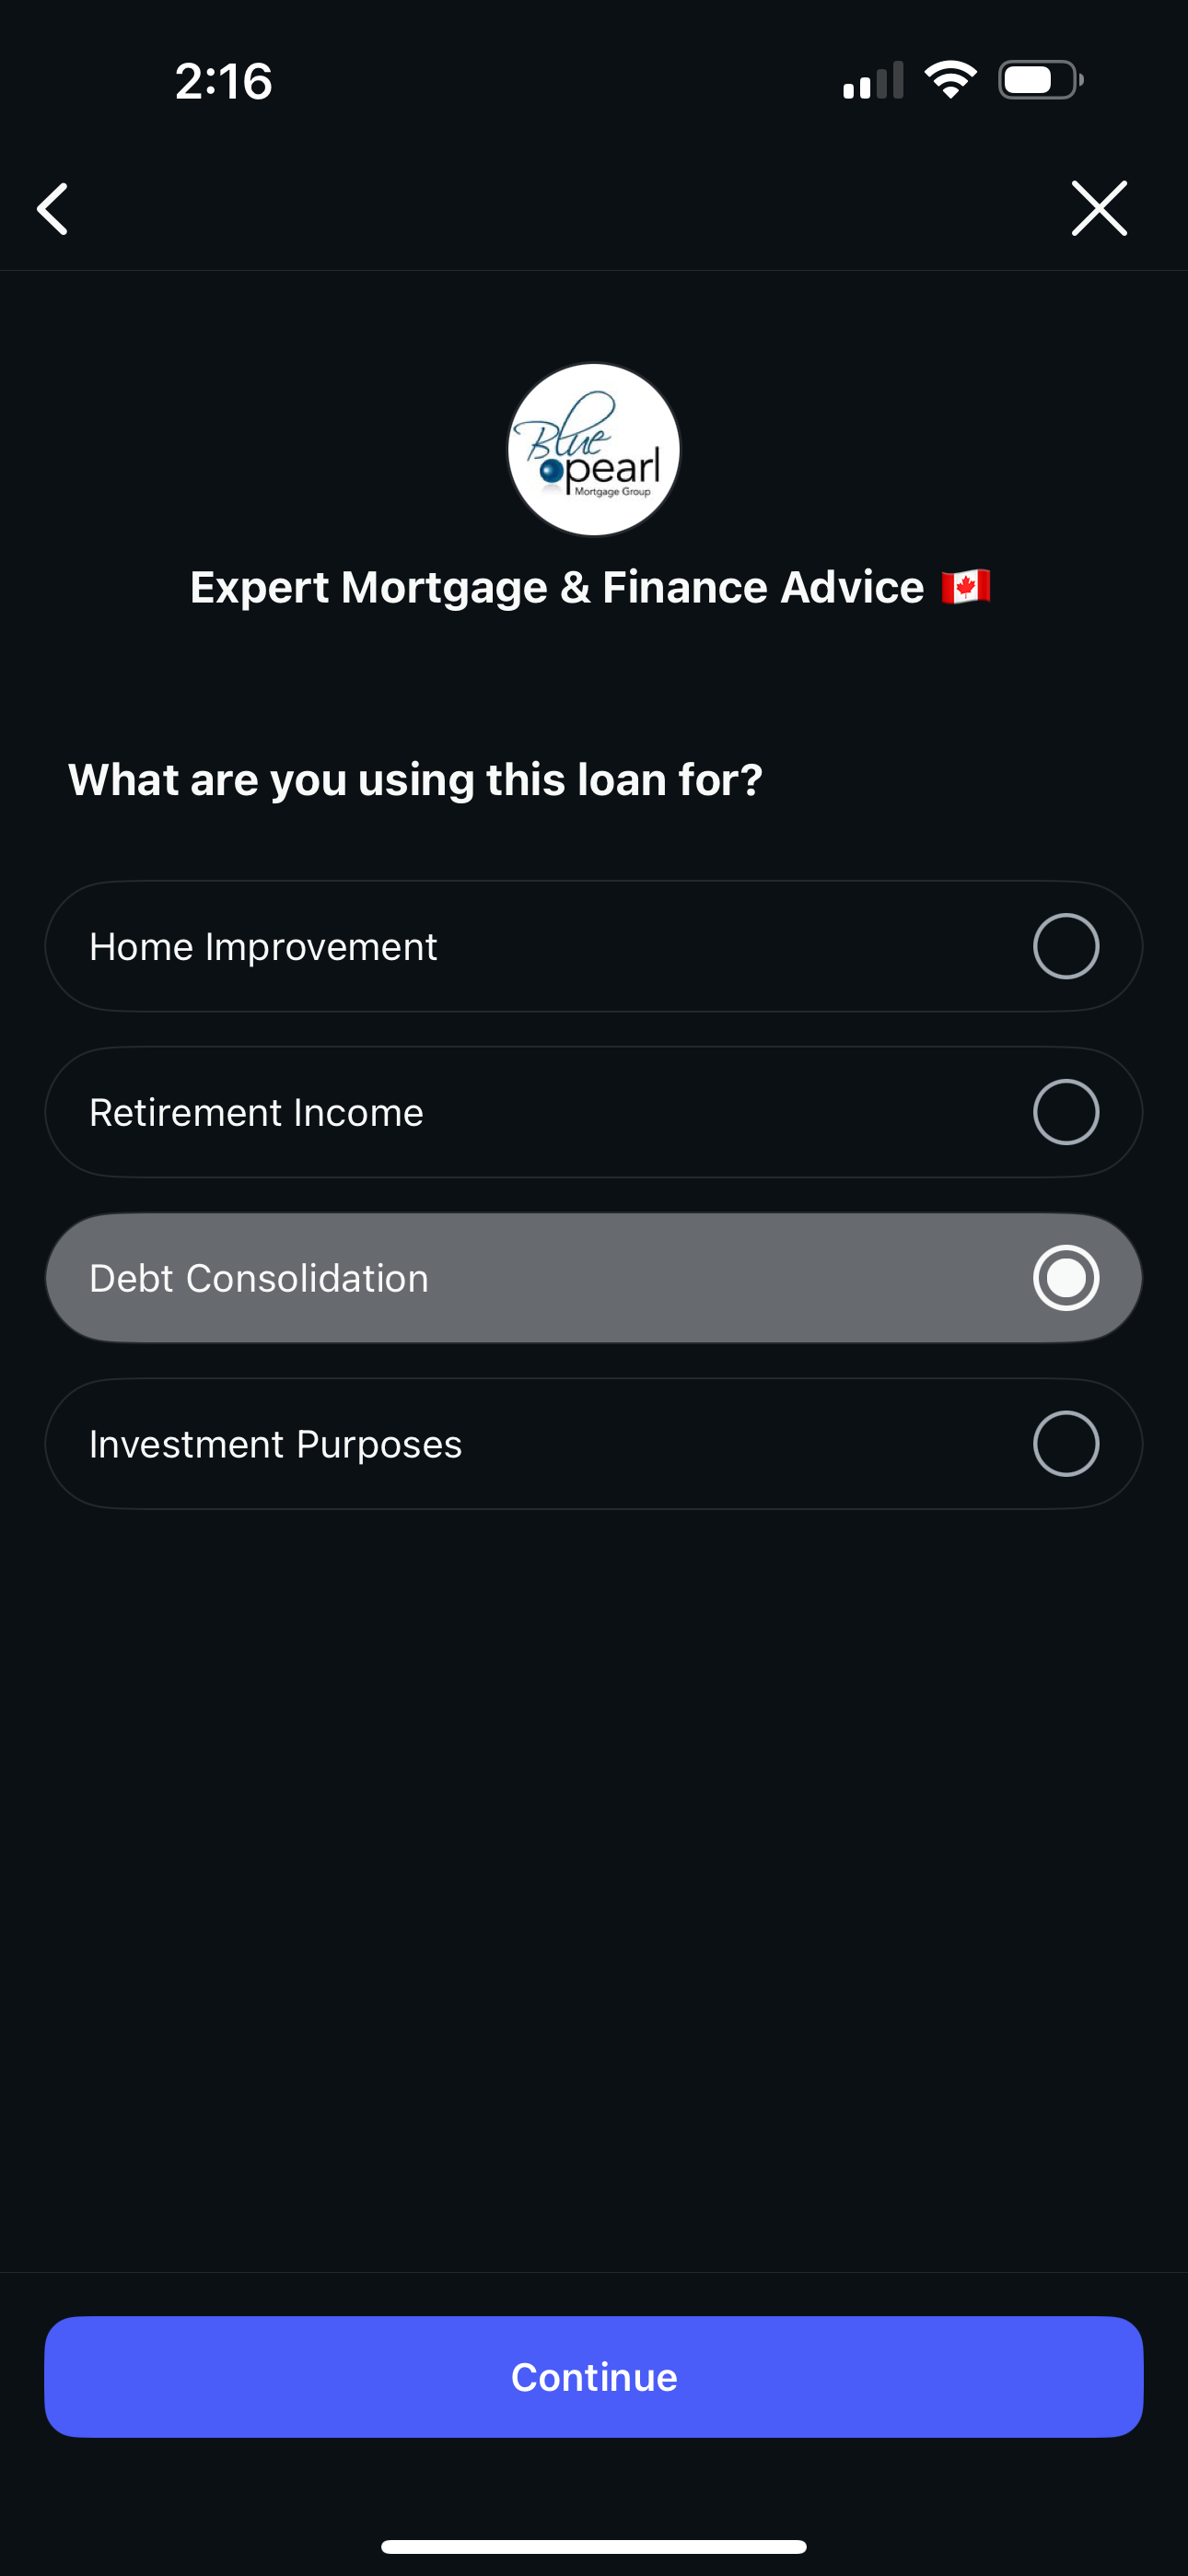 2:16
Blue
pearl
Mortgage Group
Expert Mortgage & Finance Advice 🇨🇦
What are you using this loan for?
Home Improvement
Retirement Income
Debt Consolidation
Investment Purposes
Continue